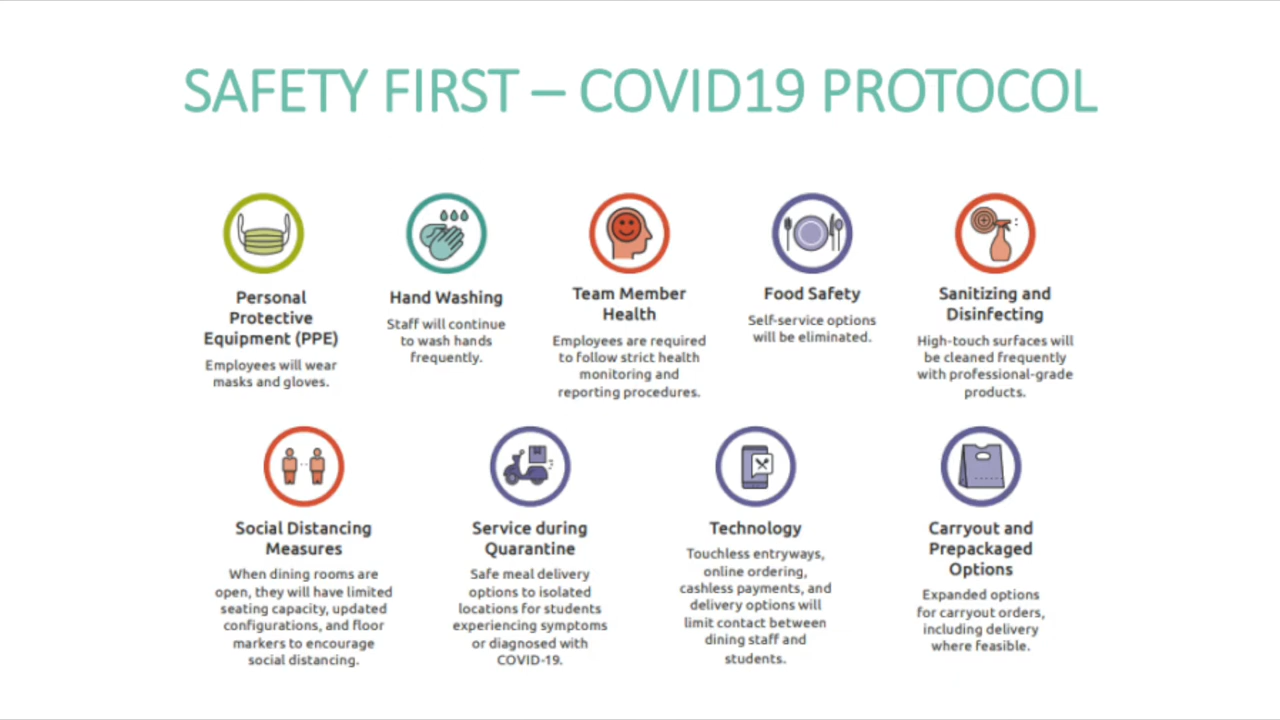 SAFETY FIRST – COVID19 PROTOCOL
Personal
Protective
Equipment (PPE)
Employees will wear
masks and gloves.
Hand Washing
Staff will continue
to wash hands
frequently.
Team Member
Health
Employees are required
to follow strict health
monitoring and
reporting procedures.
Food Safety
Self-service options
will be eliminated.
Sanitizing and
Disinfecting
High-touch surfaces will
be cleaned frequently
with professional-grade
products.
Social Distancing
Measures
When dining rooms are
open, they will have limited
seating capacity, updated
configurations, and floor
markers to encourage
social distancing.
Service during
Quarantine
Safe meal delivery
options to isolated
locations for students
experiencing symptoms
or diagnosed with
COVID-19.
Technology
Touchless entryways,
online ordering,
cashless payments, and
delivery options will
limit contact between
dining staff and
students.
Carryout and
Prepackaged
Options
Expanded options
for carryout orders,
including delivery
where feasible.